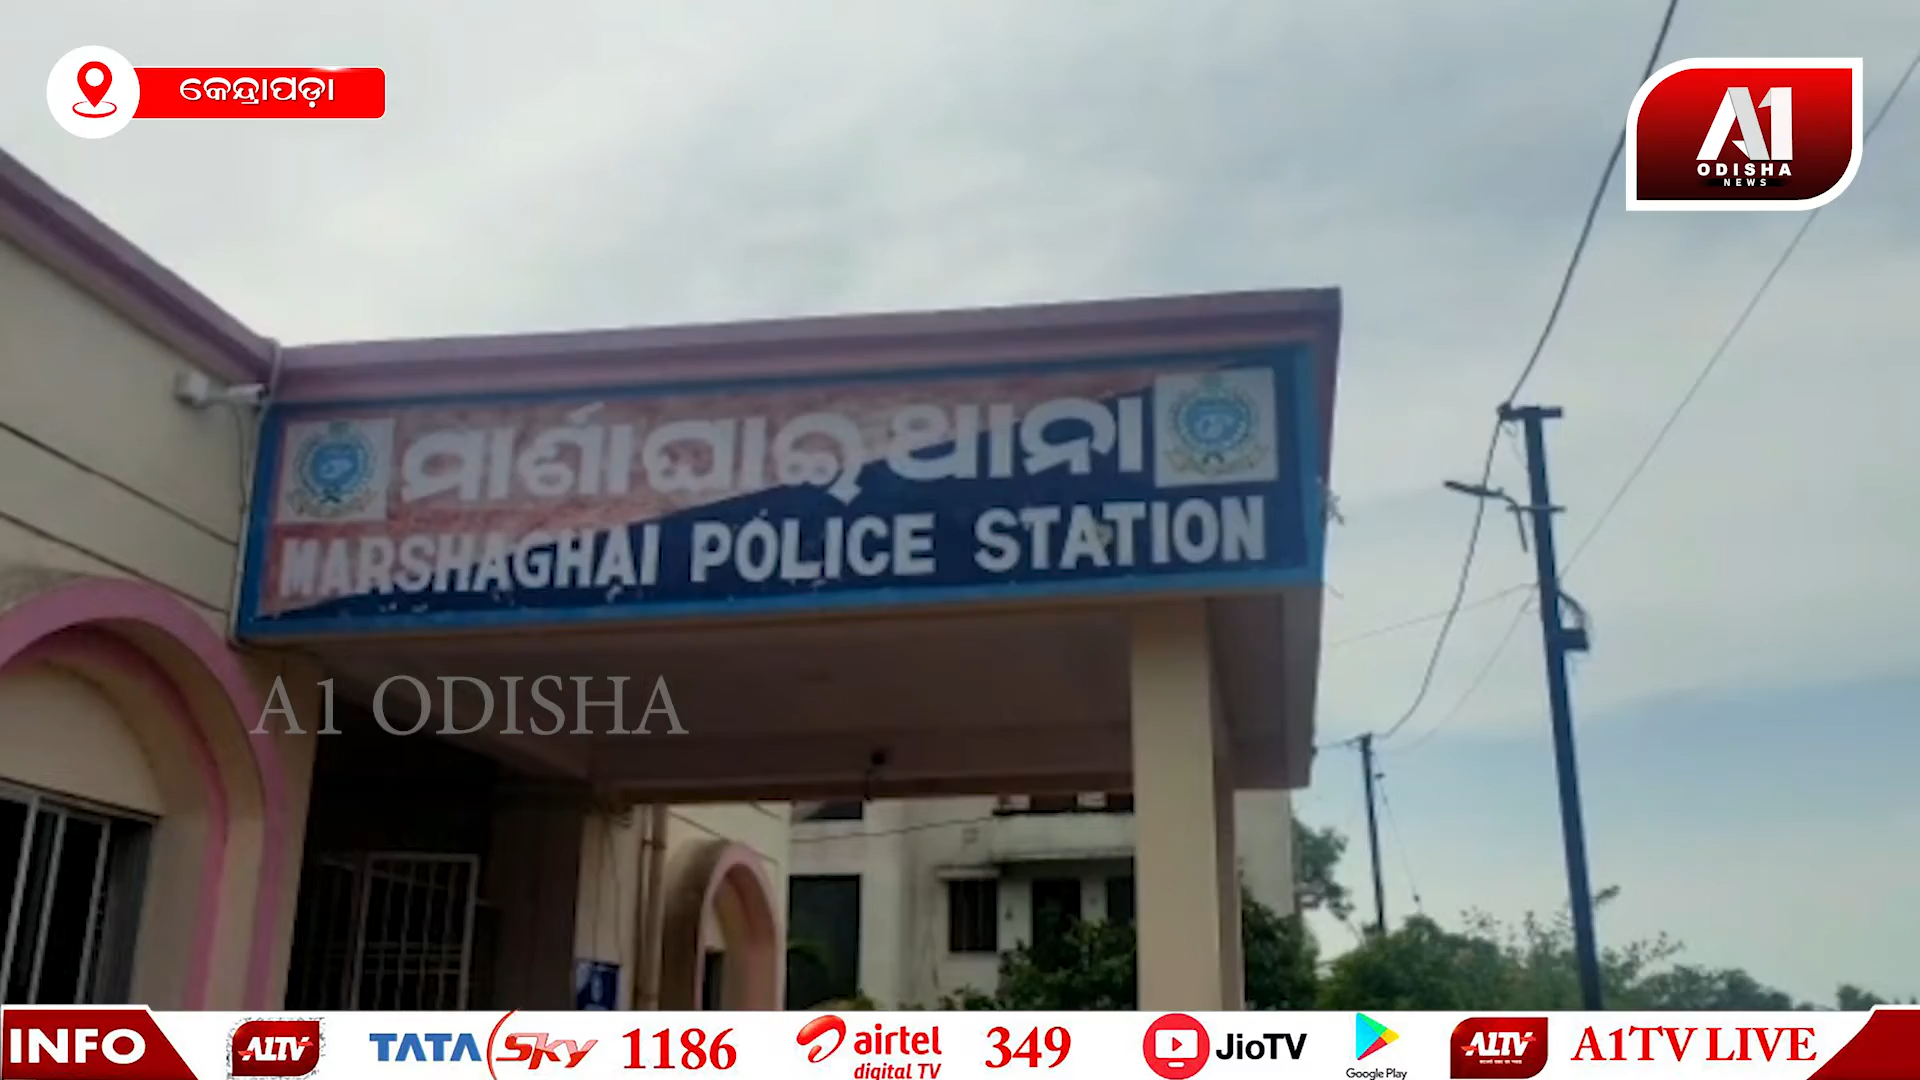 କେନ୍ଦ୍ରାପଡ଼ା
A1
ODISHA
NEWS
ମାର୍ଶାଘାଇ ଥାନା
MARSHAGHAI POLICE STATION
A1 ODISHA
INFO A1TV TATA Sky 1186 airtel digital TV 349 JioTV Google Play A1TV A1TV LIVE